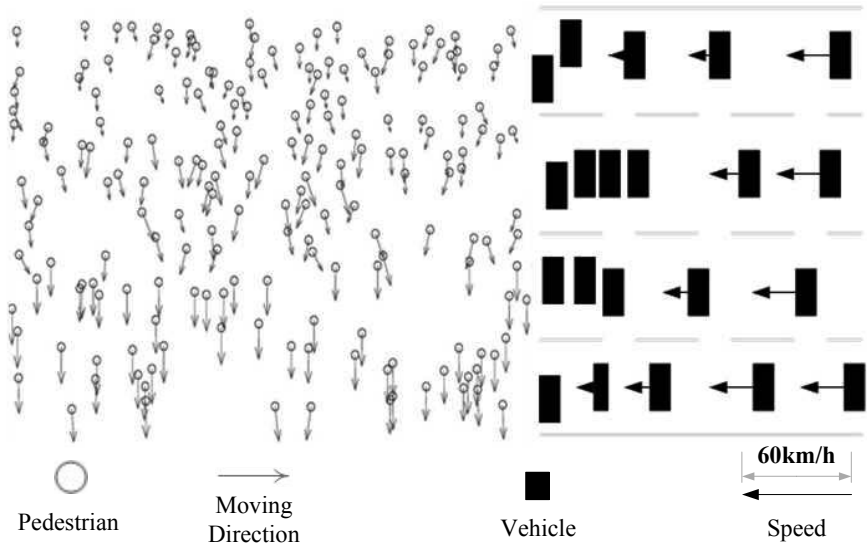 60km/h
Pedestrian
Moving
Direction
Vehicle
Speed